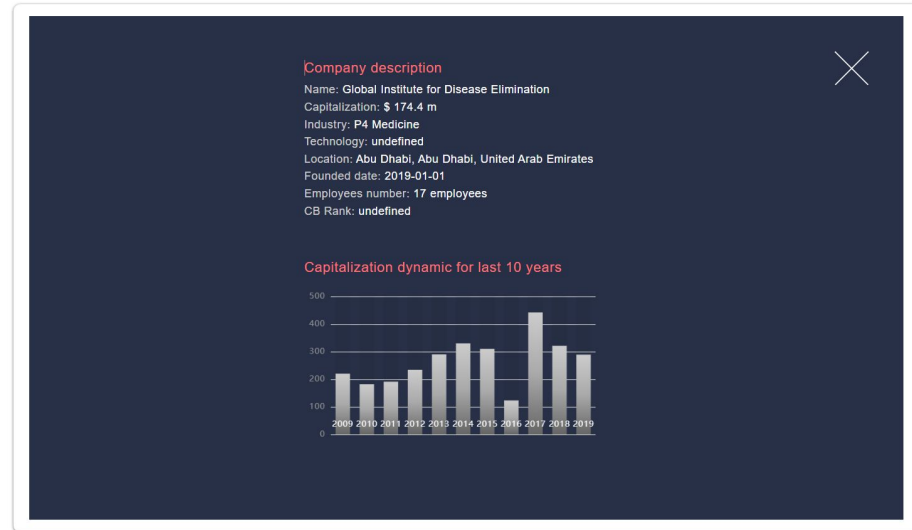 Company description
Name: Global Institute for Disease Elimination
Capitalization: $ 174.4 m
Industry: P4 Medicine
Technology: undefined
Location: Abu Dhabi, Abu Dhabi, United Arab Emirates
Founded date: 2019-01-01
Employees number: 17 employees
CB Rank: undefined
Capitalization dynamic for last 10 years
500
400
300
200
100
2009 2010 2011 2012 2013 2014 2015 2016 2017 2018 2019
0